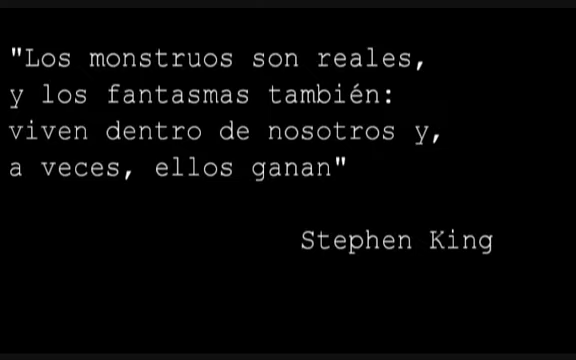 "Los monstruos son reales,
y los fantasmas también:
viven dentro de nosotros y,
a veces, ellos ganan"
Stephen King